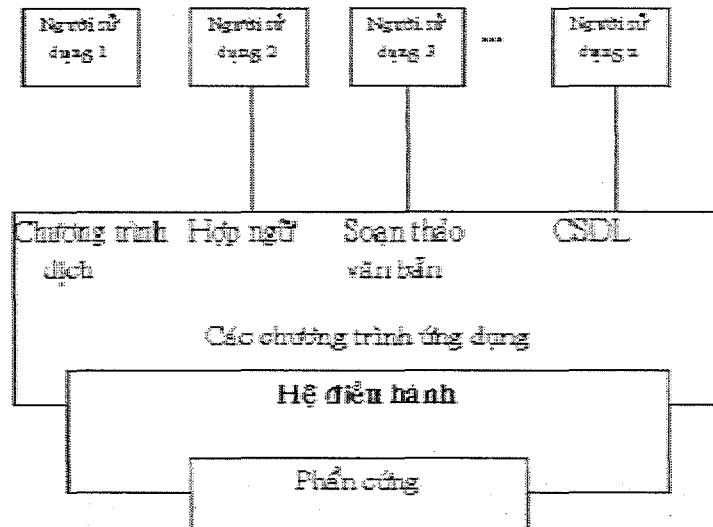 Người sử
dụng 1
Người sử
dụng 2
Người sử
dụng 3
...
Người sử
dụng n
Chương trình
dịch
Hợp ngữ
Soạn thảo
văn bản
CSDL
Các chương trình ứng dụng
Hệ điều hành
Phần cứng